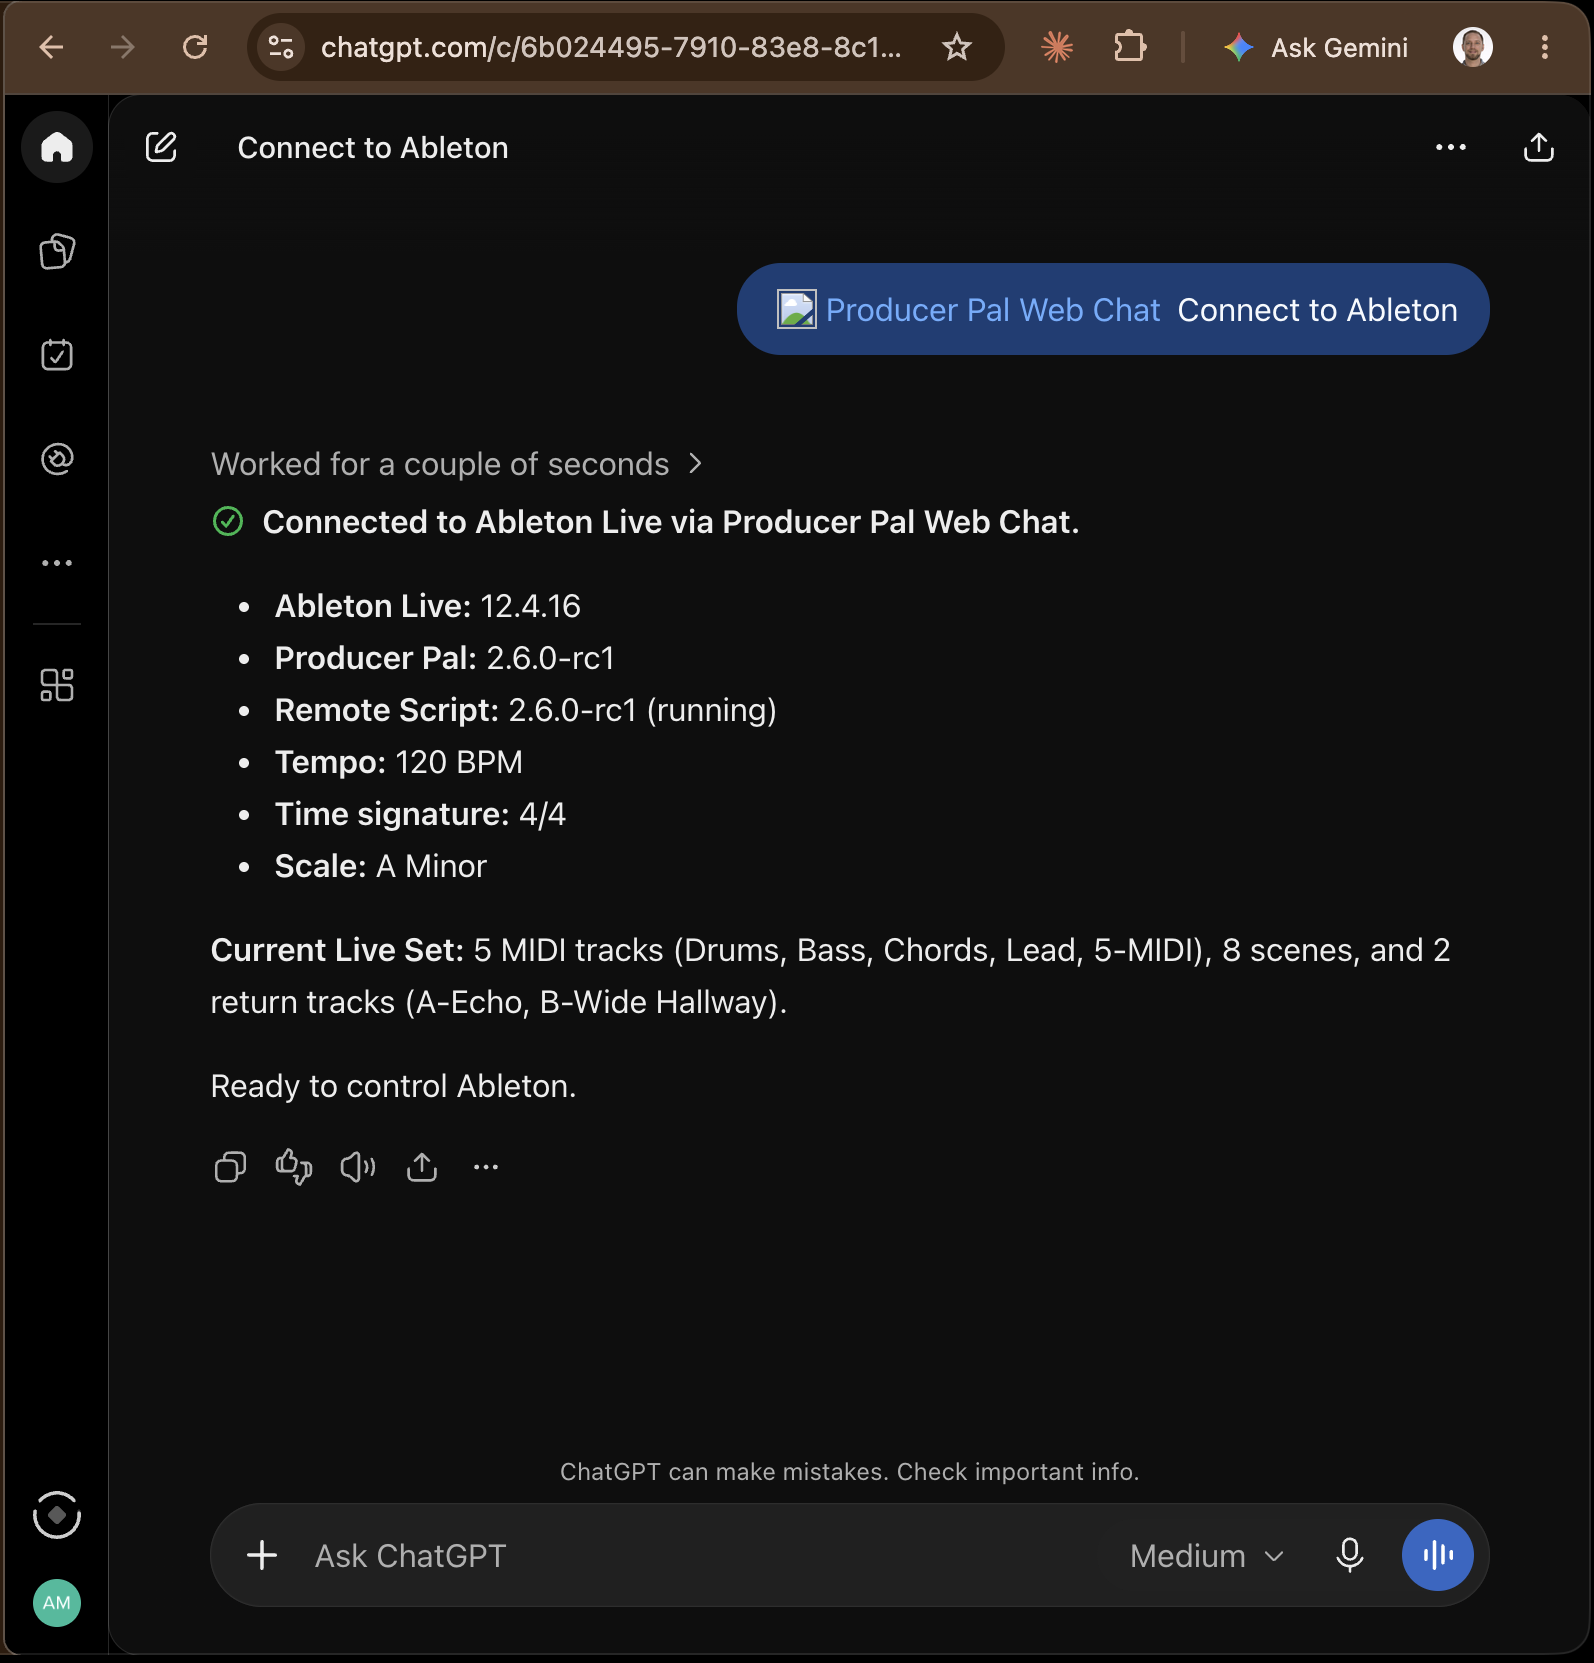 chatgpt.com/c/6b024495-7910-83e8-8c1...
Ask Gemini
Connect to Ableton
Producer Pal Web Chat Connect to Ableton
Worked for a couple of seconds
Connected to Ableton Live via Producer Pal Web Chat.
Ableton Live: 12.4.16
Producer Pal: 2.6.0-rc1
Remote Script: 2.6.0-rc1 (running)
Tempo: 120 BPM
Time signature: 4/4
Scale: A Minor
Current Live Set: 5 MIDI tracks (Drums, Bass, Chords, Lead, 5-MIDI), 8 scenes, and 2
return tracks (A-Echo, B-Wide Hallway).
Ready to control Ableton.
ChatGPT can make mistakes. Check important info.
Ask ChatGPT
Medium
AM